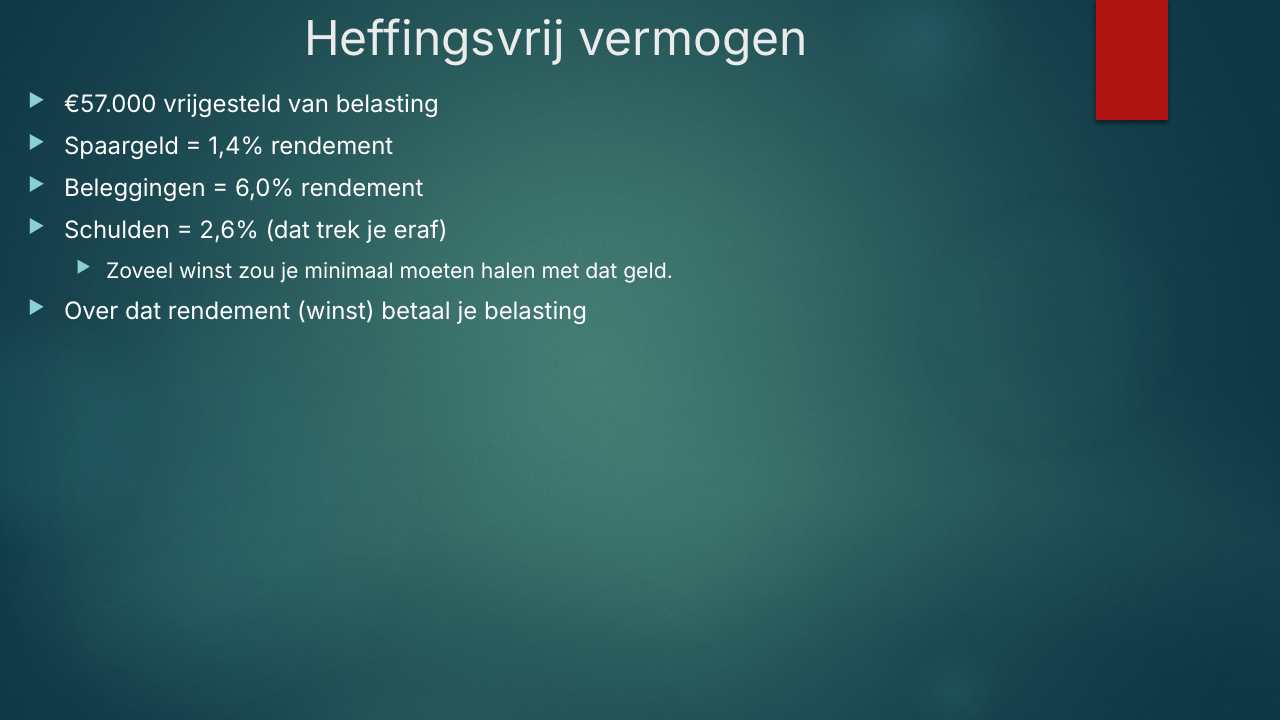 Heffingsvrij vermogen
€57.000 vrijgesteld van belasting
Spaargeld = 1,4% rendement
Beleggingen = 6,0% rendement
Schulden = 2,6% (dat trek je eraf)
Zoveel winst zou je minimaal moeten halen met dat geld.
Over dat rendement (winst) betaal je belasting